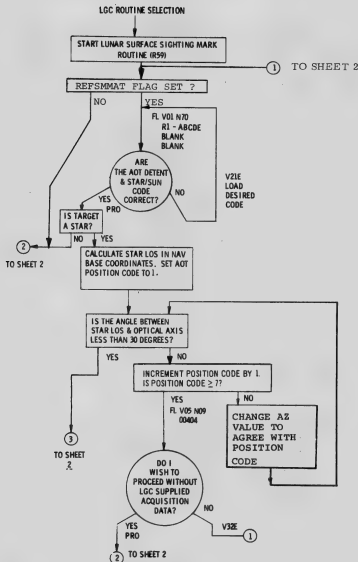 LGC ROUTINE SELECTION
START LUNAR SURFACE SIGHTING MARK
ROUTINE (R59)
1 TO SHEET 2
REFSMMAT FLAG SET ?
NO YES
FL V01 N70
R1 - ABCDE
BLANK
BLANK
ARE
THE AOT DETENT
& STAR/SUN
CODE
CORRECT?
NO
V21E
LOAD
DESIRED
CODE
YES
PRO
IS TARGET
A STAR?
2
NO YES
TO SHEET 2
CALCULATE STAR LOS IN NAV
BASE COORDINATES. SET AOT
POSITION CODE TO 1.
IS THE ANGLE BETWEEN
STAR LOS & OPTICAL AXIS
LESS THAN 30 DEGREES?
YES NO
INCREMENT POSITION CODE BY 1.
IS POSITION CODE ≥ 7?
YES NO
FL V05 N09
00404
CHANGE AZ
VALUE TO
AGREE WITH
POSITION
CODE
3
TO SHEET
2
DO I
WISH TO
PROCEED WITHOUT
LGC SUPPLIED
ACQUISITION
DATA?
NO
V32E
1
YES
PRO
2 TO SHEET 2